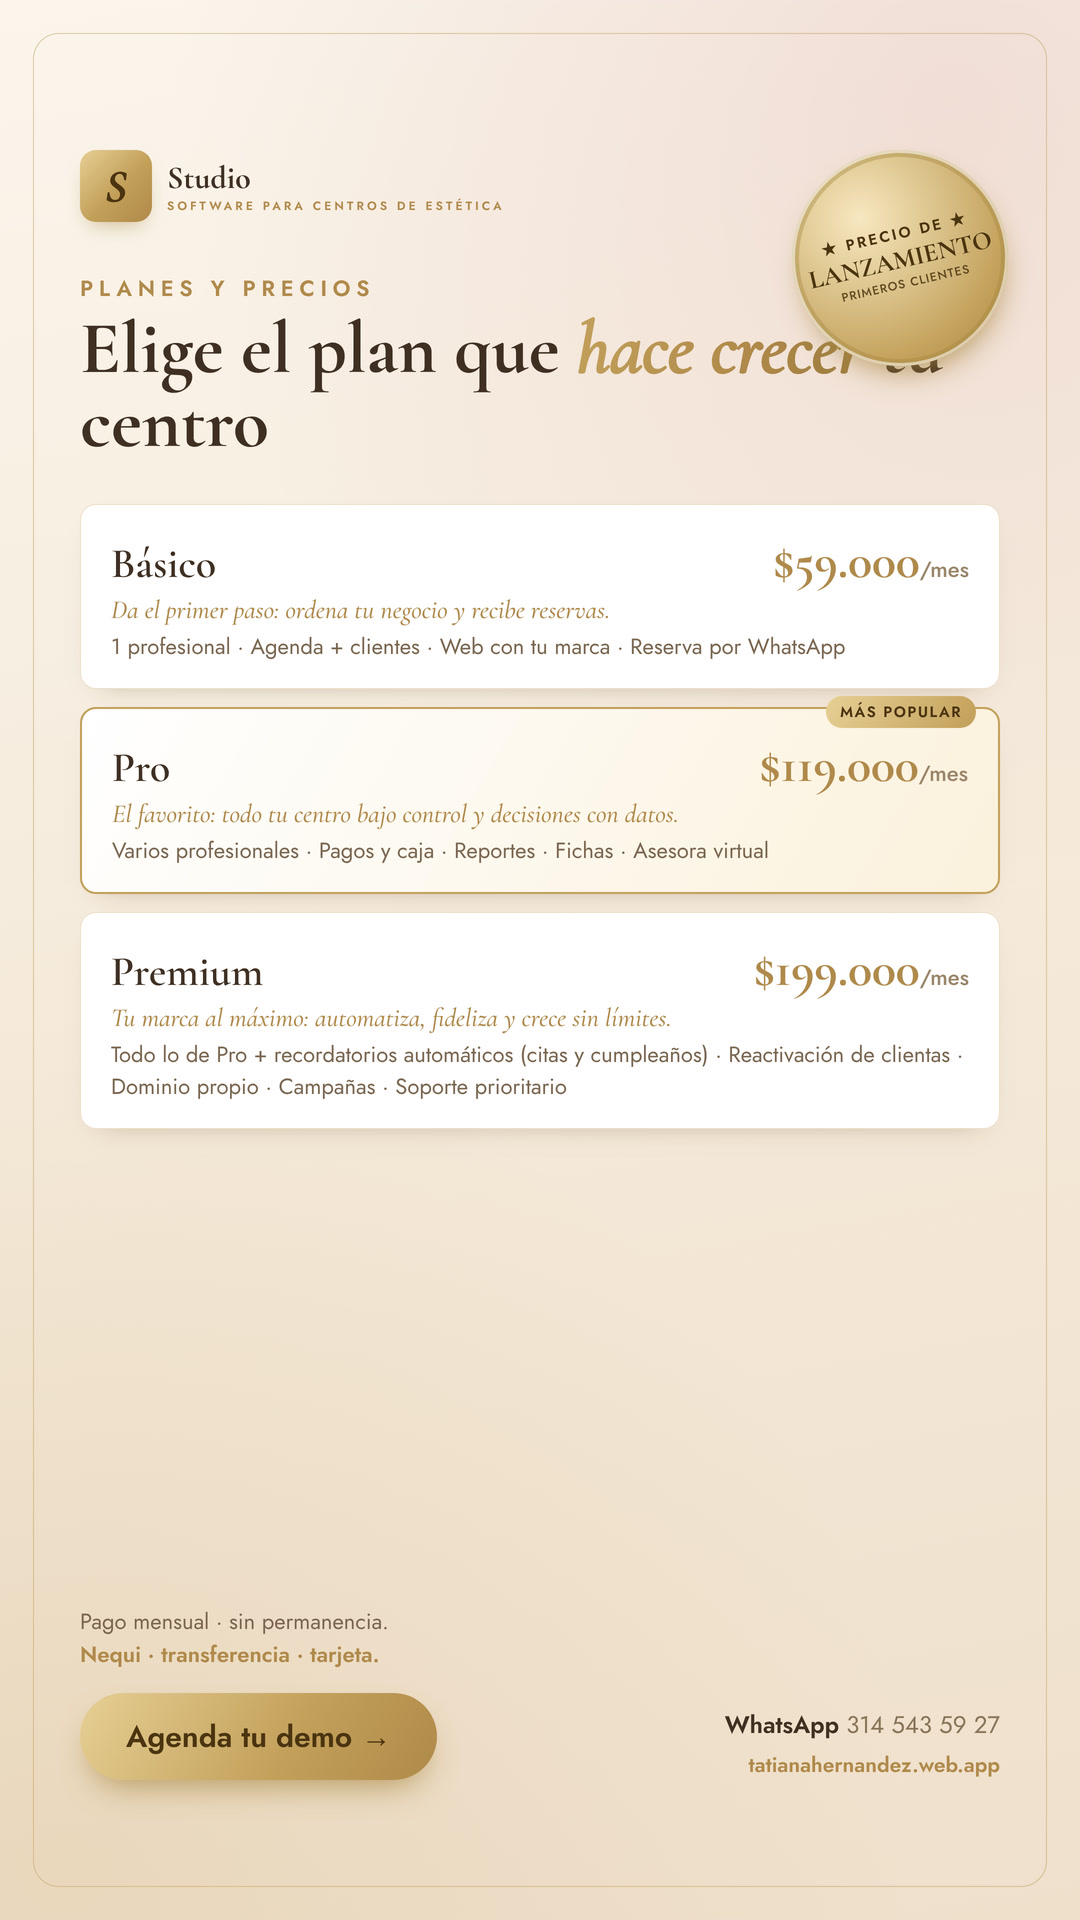 S
Studio
SOFTWARE PARA CENTROS DE ESTÉTICA
★ PRECIO DE ★
LANZAMIENTO
PRIMEROS CLIENTES
PLANES Y PRECIOS
Elige el plan que hace crecer tu
centro
Básico
$59.000/mes
Da el primer paso: ordena tu negocio y recibe reservas.
1 profesional · Agenda + clientes · Web con tu marca · Reserva por WhatsApp
MÁS POPULAR
Pro
$119.000/mes
El favorito: todo tu centro bajo control y decisiones con datos.
Varios profesionales · Pagos y caja · Reportes · Fichas · Asesora virtual
Premium
$199.000/mes
Tu marca al máximo: automatiza, fideliza y crece sin límites.
Todo lo de Pro + recordatorios automáticos (citas y cumpleaños) · Reactivación de clientas ·
Dominio propio · Campañas · Soporte prioritario
Pago mensual · sin permanencia.
Nequi · transferencia · tarjeta.
Agenda tu demo →
WhatsApp 314 543 59 27
tatianahernandez.web.app